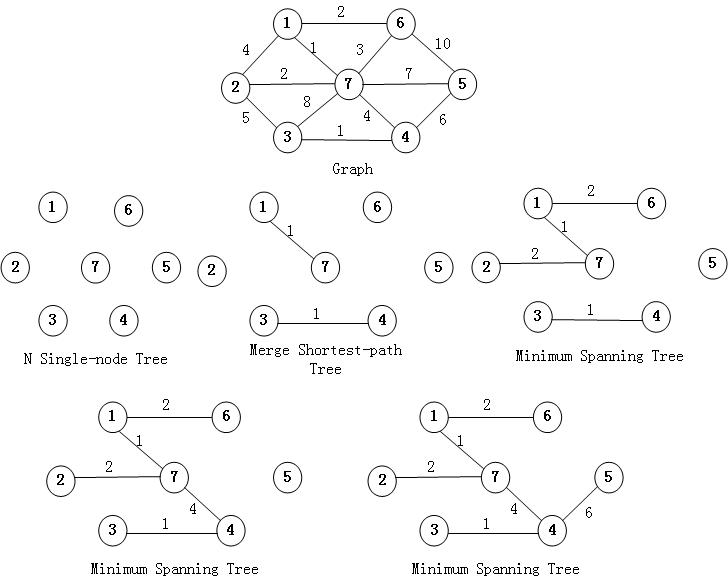 1 2 6
4 1 3 10
2 2 7 7 5
5 8 4 6
3 1 4
Graph
1 6
2 7 5
3 4
N Single-node Tree
1 6
1
2 7 5
3 1 4
Merge Shortest-path
Tree
1 2 6
1
2 2 7 5
3 1 4
Minimum Spanning Tree
1 2 6
1
2 2 7 5
4
3 1 4
Minimum Spanning Tree
1 2 6
1
2 2 7 5
4 6
3 1 4
Minimum Spanning Tree